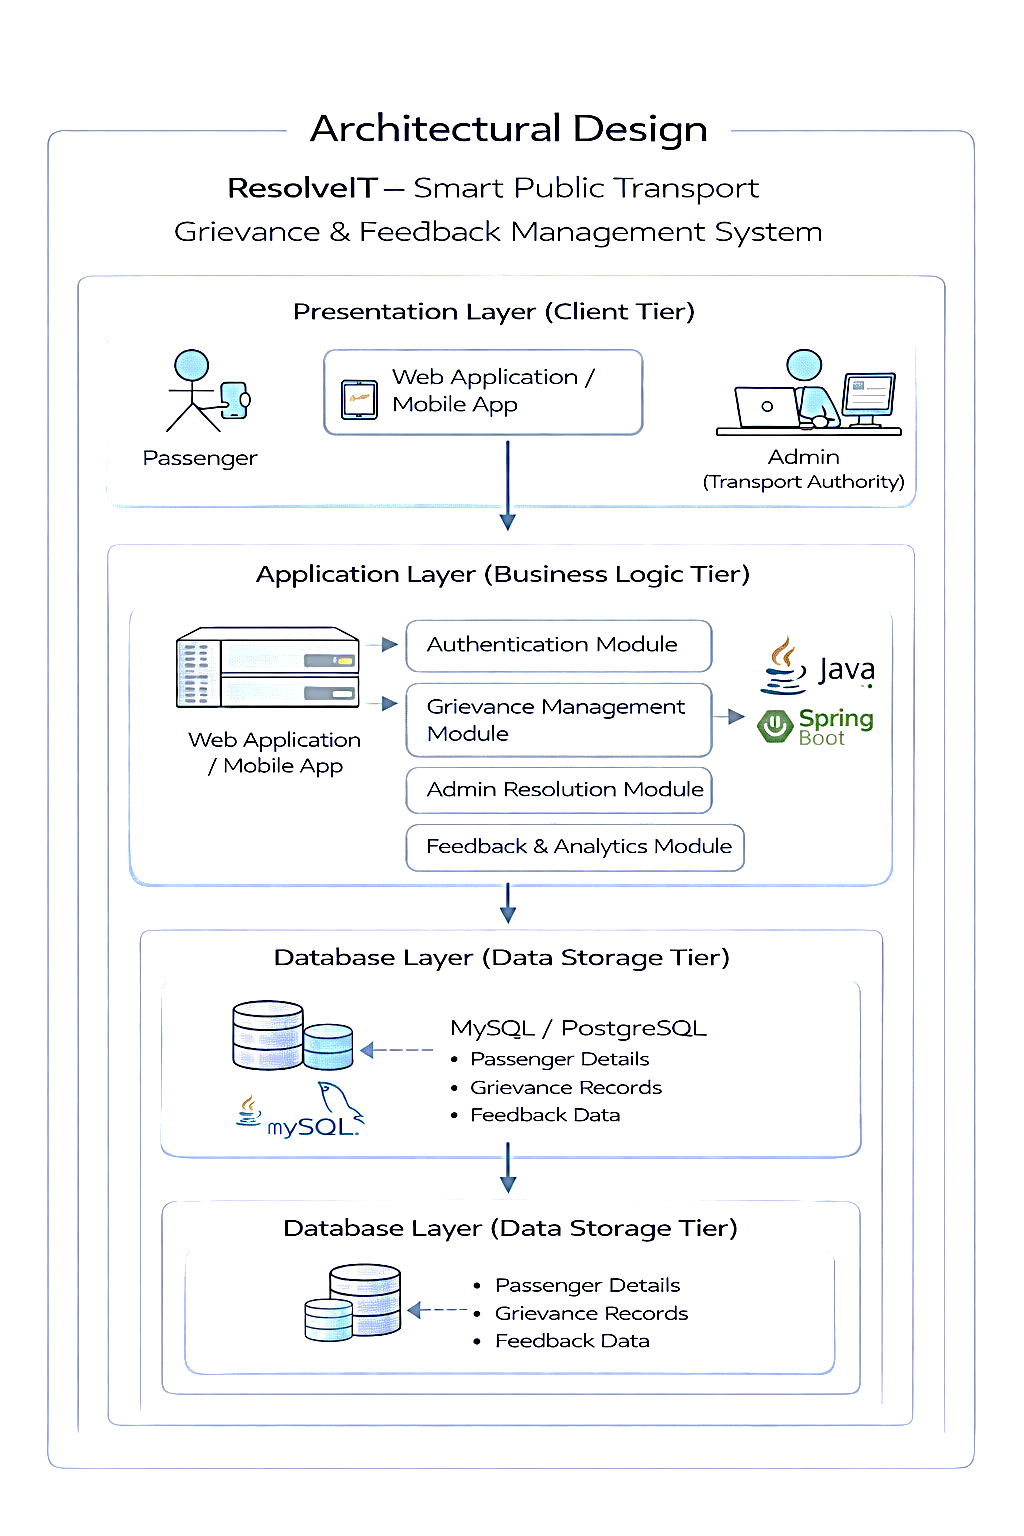 Architectural Design
ResolveIT – Smart Public Transport
Grievance & Feedback Management System
Presentation Layer (Client Tier)
Web Application /
Mobile App
Passenger
Admin
(Transport Authority)
Application Layer (Business Logic Tier)
Web Application
/ Mobile App
Authentication Module
Grievance Management
Module
Admin Resolution Module
Feedback & Analytics Module
Java
Spring
Boot
Database Layer (Data Storage Tier)
MySQL / PostgreSQL
• Passenger Details
• Grievance Records
• Feedback Data
mySQL.
Database Layer (Data Storage Tier)
• Passenger Details
• Grievance Records
• Feedback Data